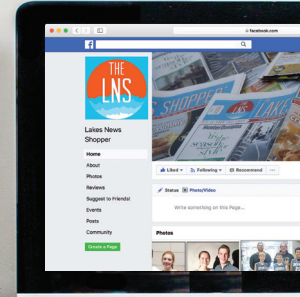 facebook.com
f
THE
LNS
SHOPPER
LAKE
Lakes News
Shopper
Liked
Following
Recommend
Home
About
Photos
Reviews
Suggest to Friends!
Events
Posts
Community
Create a Page
Status
Photo/Video
Write something on this Page...
Photos